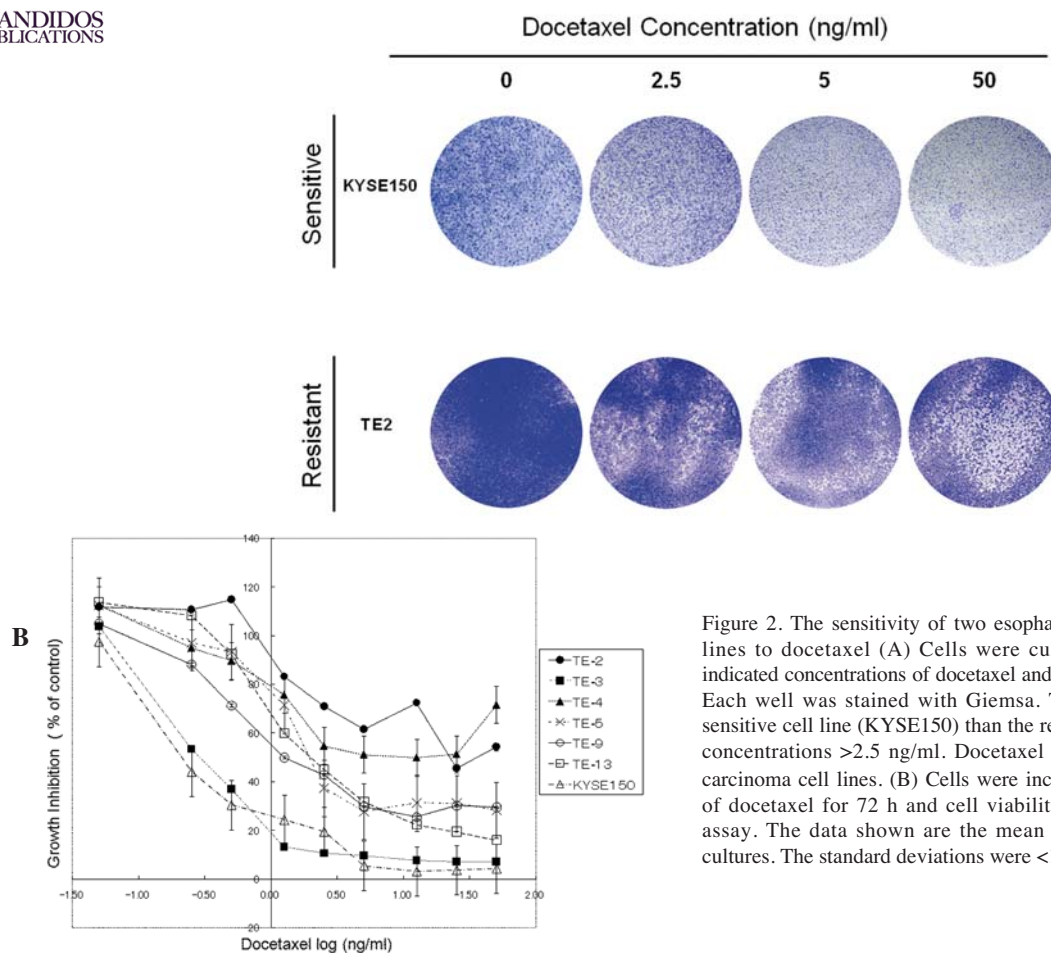 ANDIDOS
BLICATIONS
Docetaxel Concentration (ng/ml)
0 2.5 5 50
Sensitive
KYSE150
Resistant
TE2
B
140
120
100
80
60
40
20
0
20
-1.50 -1.00 -0.50 0.00 0.50 1.00 1.50 2.00
Growth Inhibition ( % of control)
Docetaxel log (ng/ml)
TE-2
TE-3
TE-4
TE-5
TE-9
TE-13
KYSE150
Figure 2. The sensitivity of two esopha
lines to docetaxel (A) Cells were cu
indicated concentrations of docetaxel and
Each well was stained with Giemsa. T
sensitive cell line (KYSE150) than the re
concentrations >2.5 ng/ml. Docetaxel
carcinoma cell lines. (B) Cells were inc
of docetaxel for 72 h and cell viabilit
assay. The data shown are the mean
cultures. The standard deviations were <